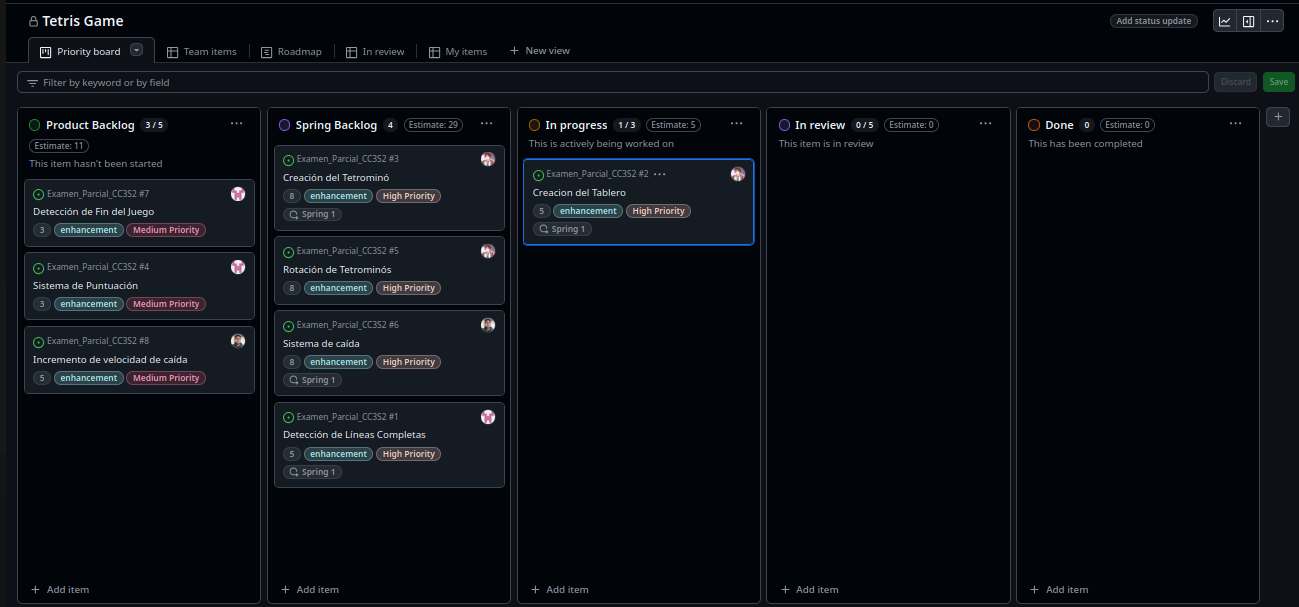 Tetris Game
Add status update
Priority board
Team items
Roadmap
In review
My items
New view
Filter by keyword or by field
Discard
Save
Product Backlog 3 / 5
Estimate: 11
This item hasn't been started
Examen_Parcial_CC3S2 #7
Detección de Fin del Juego
3 enhancement Medium Priority
Examen_Parcial_CC3S2 #4
Sistema de Puntuación
3 enhancement Medium Priority
Examen_Parcial_CC3S2 #8
Incremento de velocidad de caída
5 enhancement Medium Priority
Add item
Spring Backlog 4 Estimate: 29
Examen_Parcial_CC3S2 #3
Creación del Tetrominó
8 enhancement High Priority
Spring 1
Examen_Parcial_CC3S2 #5
Rotación de Tetrominós
8 enhancement High Priority
Examen_Parcial_CC3S2 #6
Sistema de caída
8 enhancement High Priority
Spring 1
Examen_Parcial_CC3S2 #1
Detección de Líneas Completas
5 enhancement High Priority
Spring 1
Add item
In progress 1 / 3 Estimate: 5
This is actively being worked on
Examen_Parcial_CC3S2 #2
Creacion del Tablero
5 enhancement High Priority
Spring 1
Add item
In review 0 / 5 Estimate: 0
This item is in review
Add item
Done 0 Estimate: 0
This has been completed
Add item